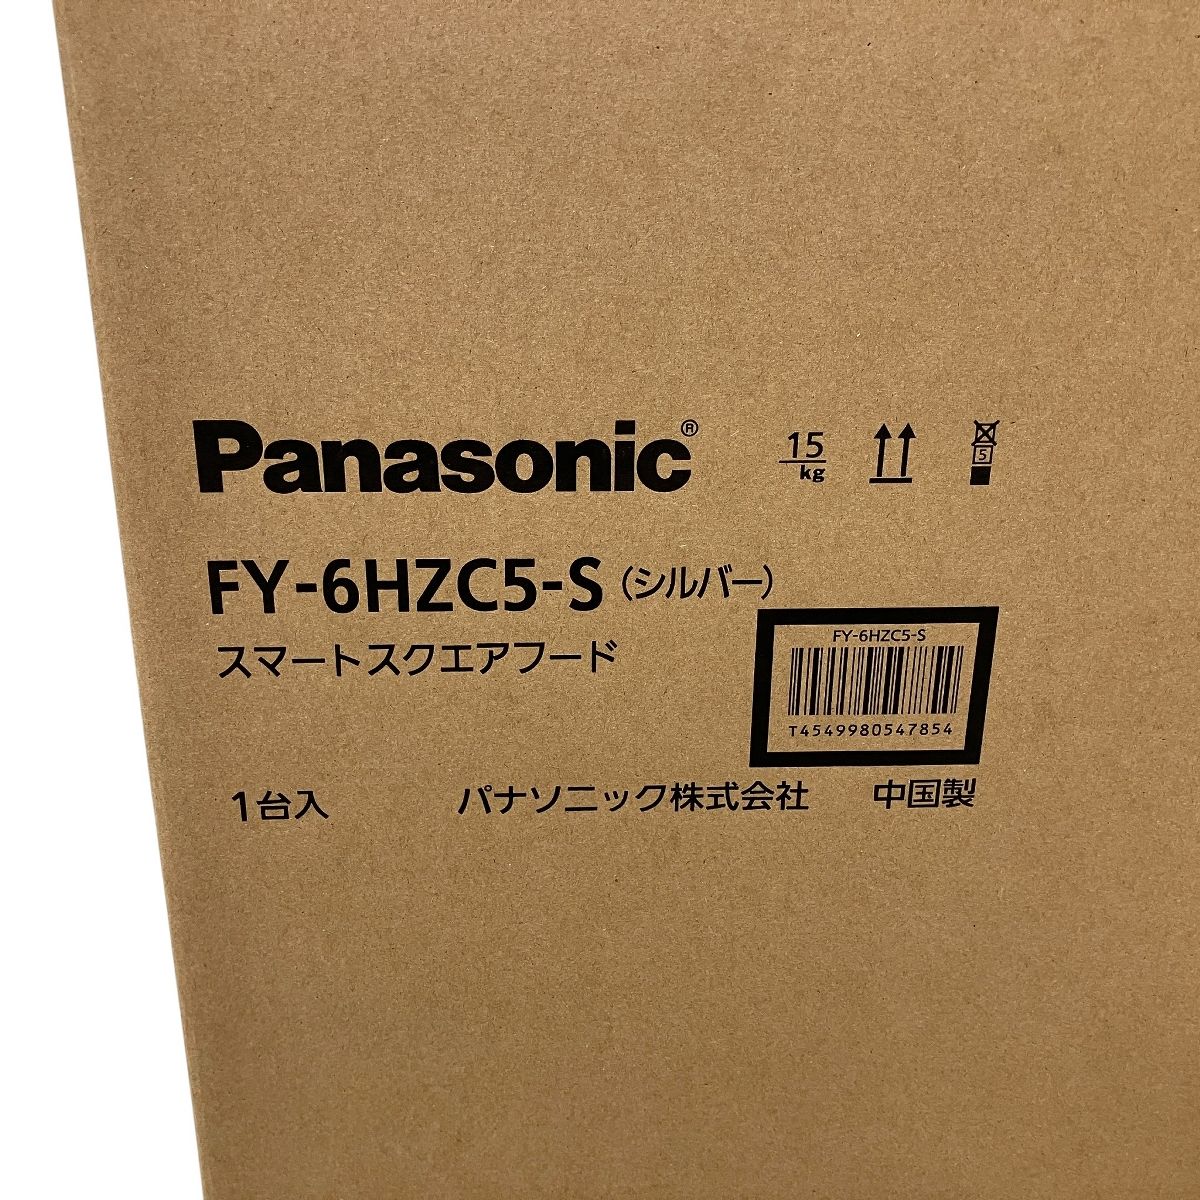 Panasonic®
15
kg
5
FY-6HZC5-S（シルバー）
スマートスクエアフード
FY-6HZC5-S
T4549980547854
1台入 パナソニック株式会社 中国製